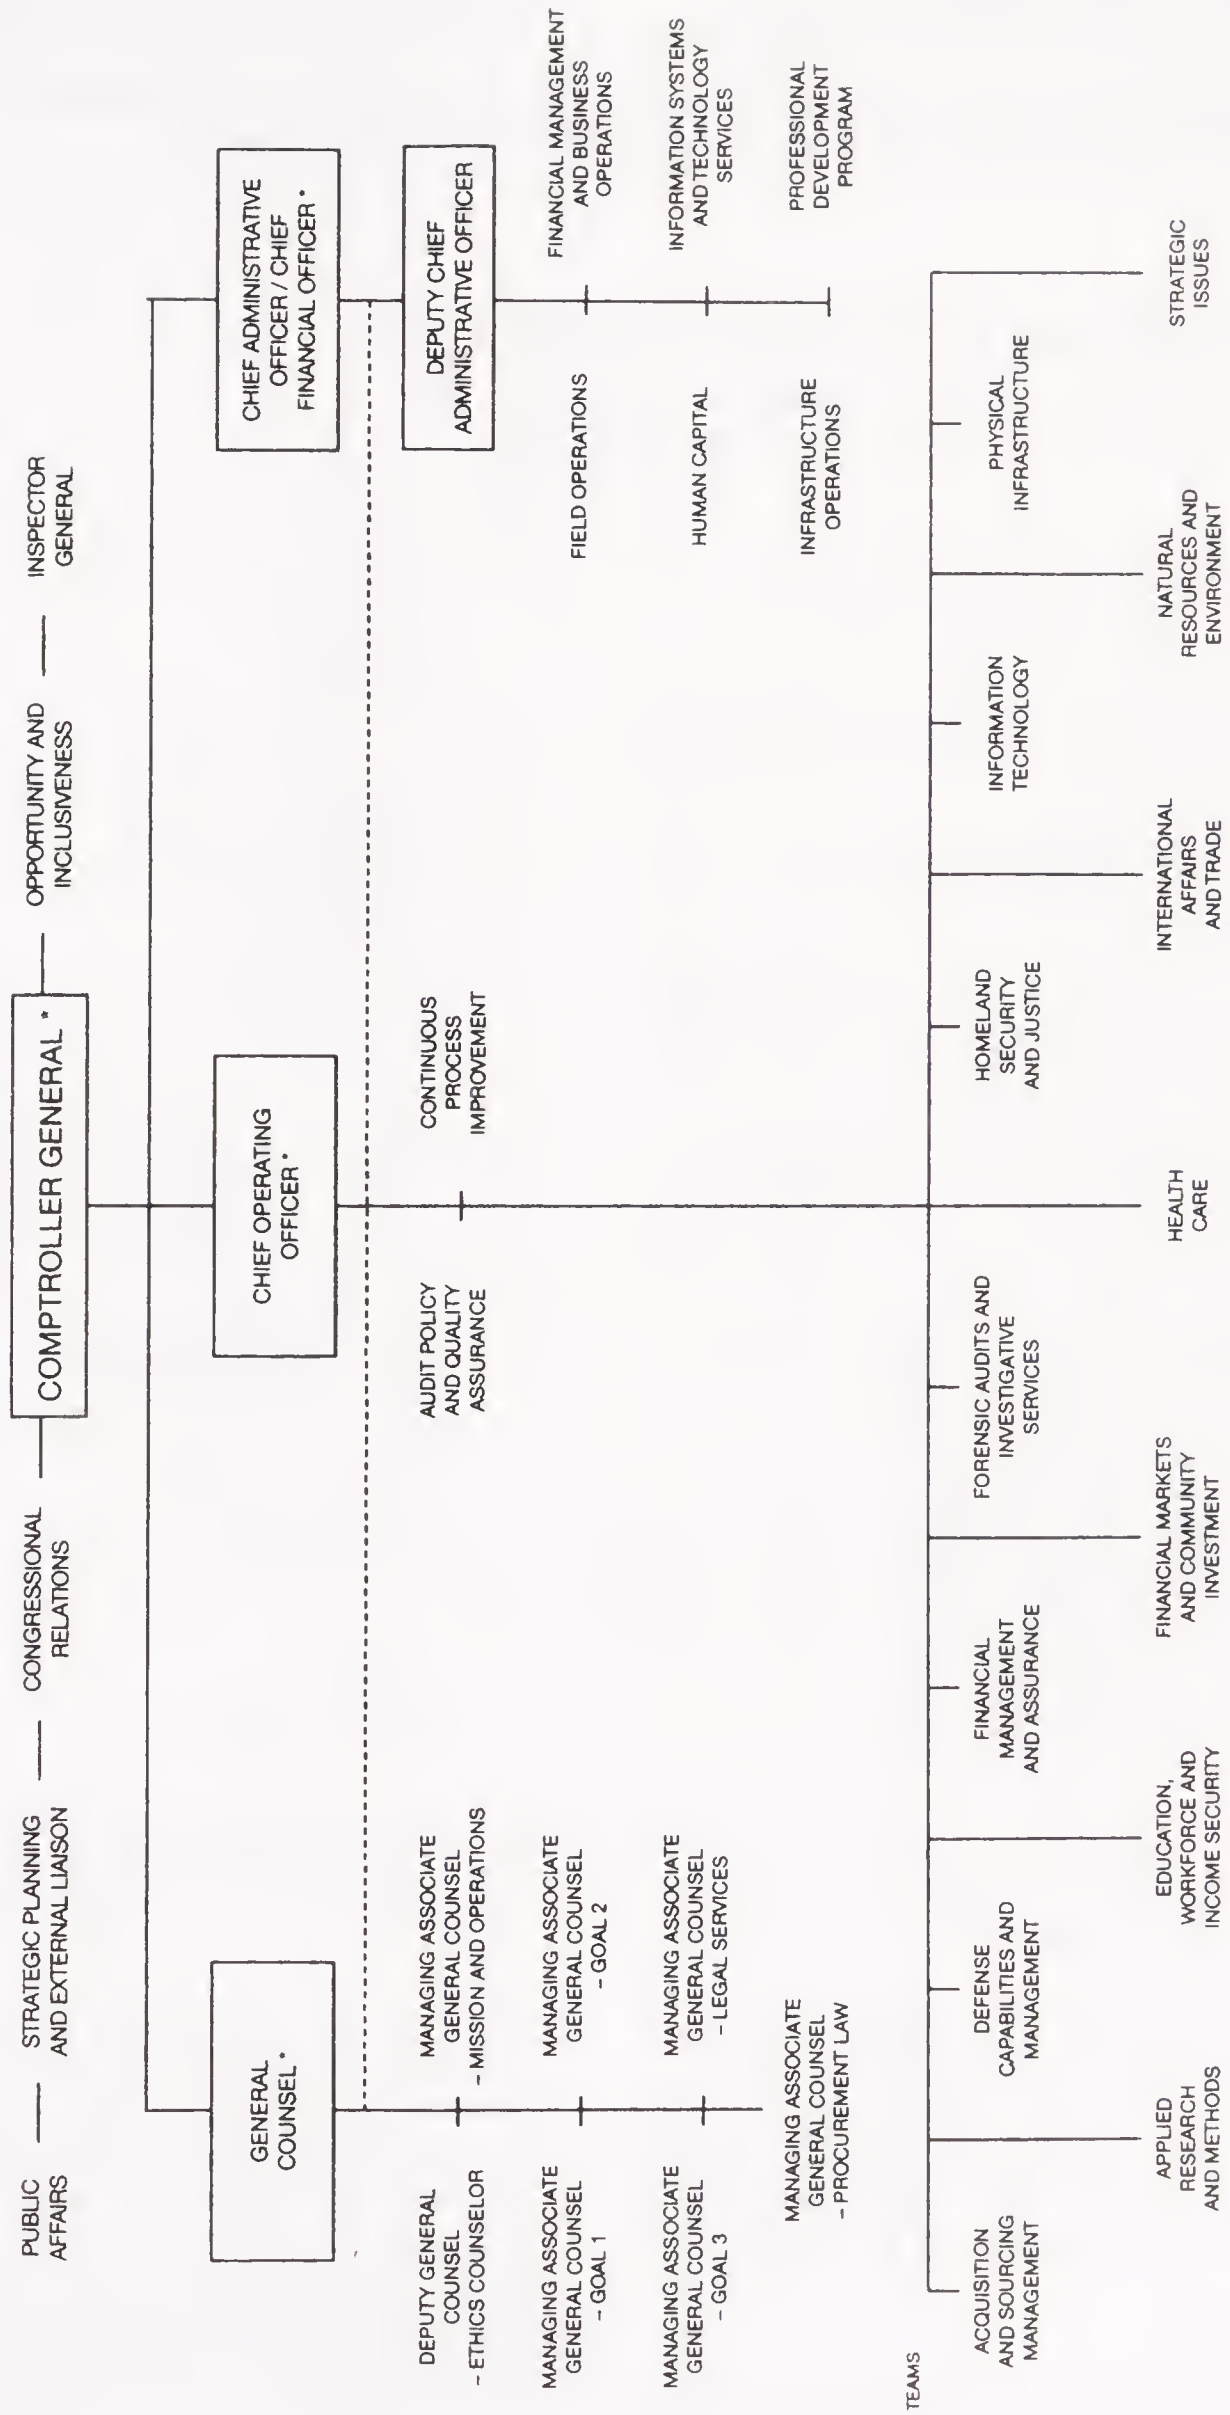 PUBLIC
AFFAIRS
STRATEGIC PLANNING
AND EXTERNAL LIAISON
CONGRESSIONAL
RELATIONS
COMPTROLLER GENERAL *
OPPORTUNITY AND
INCLUSIVENESS
INSPECTOR
GENERAL
GENERAL
COUNSEL *
CHIEF OPERATING
OFFICER *
CHIEF ADMINISTRATIVE
OFFICER / CHIEF
FINANCIAL OFFICER *
DEPUTY CHIEF
ADMINISTRATIVE OFFICER
DEPUTY GENERAL
COUNSEL
- ETHICS COUNSELOR
MANAGING ASSOCIATE
GENERAL COUNSEL
- MISSION AND OPERATIONS
MANAGING ASSOCIATE
GENERAL COUNSEL
- GOAL 1
MANAGING ASSOCIATE
GENERAL COUNSEL
- GOAL 2
MANAGING ASSOCIATE
GENERAL COUNSEL
- GOAL 3
MANAGING ASSOCIATE
GENERAL COUNSEL
- LEGAL SERVICES
MANAGING ASSOCIATE
GENERAL COUNSEL
- PROCUREMENT LAW
AUDIT POLICY
AND QUALITY
ASSURANCE
CONTINUOUS
PROCESS
IMPROVEMENT
FIELD OPERATIONS
FINANCIAL MANAGEMENT
AND BUSINESS
OPERATIONS
HUMAN CAPITAL
INFORMATION SYSTEMS
AND TECHNOLOGY
SERVICES
INFRASTRUCTURE
OPERATIONS
PROFESSIONAL
DEVELOPMENT
PROGRAM
TEAMS
ACQUISITION
AND SOURCING
MANAGEMENT
APPLIED
RESEARCH
AND METHODS
DEFENSE
CAPABILITIES AND
MANAGEMENT
EDUCATION,
WORKFORCE AND
INCOME SECURITY
FINANCIAL
MANAGEMENT
AND ASSURANCE
FINANCIAL MARKETS
AND COMMUNITY
INVESTMENT
FORENSIC AUDITS AND
INVESTIGATIVE
SERVICES
HEALTH
CARE
HOMELAND
SECURITY
AND JUSTICE
INTERNATIONAL
AFFAIRS
AND TRADE
INFORMATION
TECHNOLOGY
NATURAL
RESOURCES AND
ENVIRONMENT
PHYSICAL
INFRASTRUCTURE
STRATEGIC
ISSUES